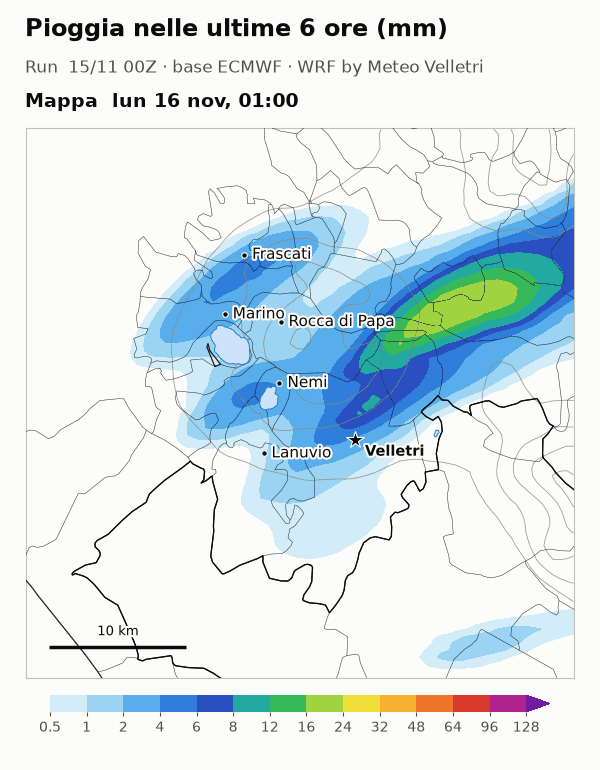 Pioggia nelle ultime 6 ore (mm)
Run  15/11 00Z · base ECMWF · WRF by Meteo Velletri
Mappa  lun 16 nov, 01:00
Frascati
Marino
Rocca di Papa
Nemi
Velletri
Lanuvio
10 km
0.5 1 2 4 6 8 12 16 24 32 48 64 96 128